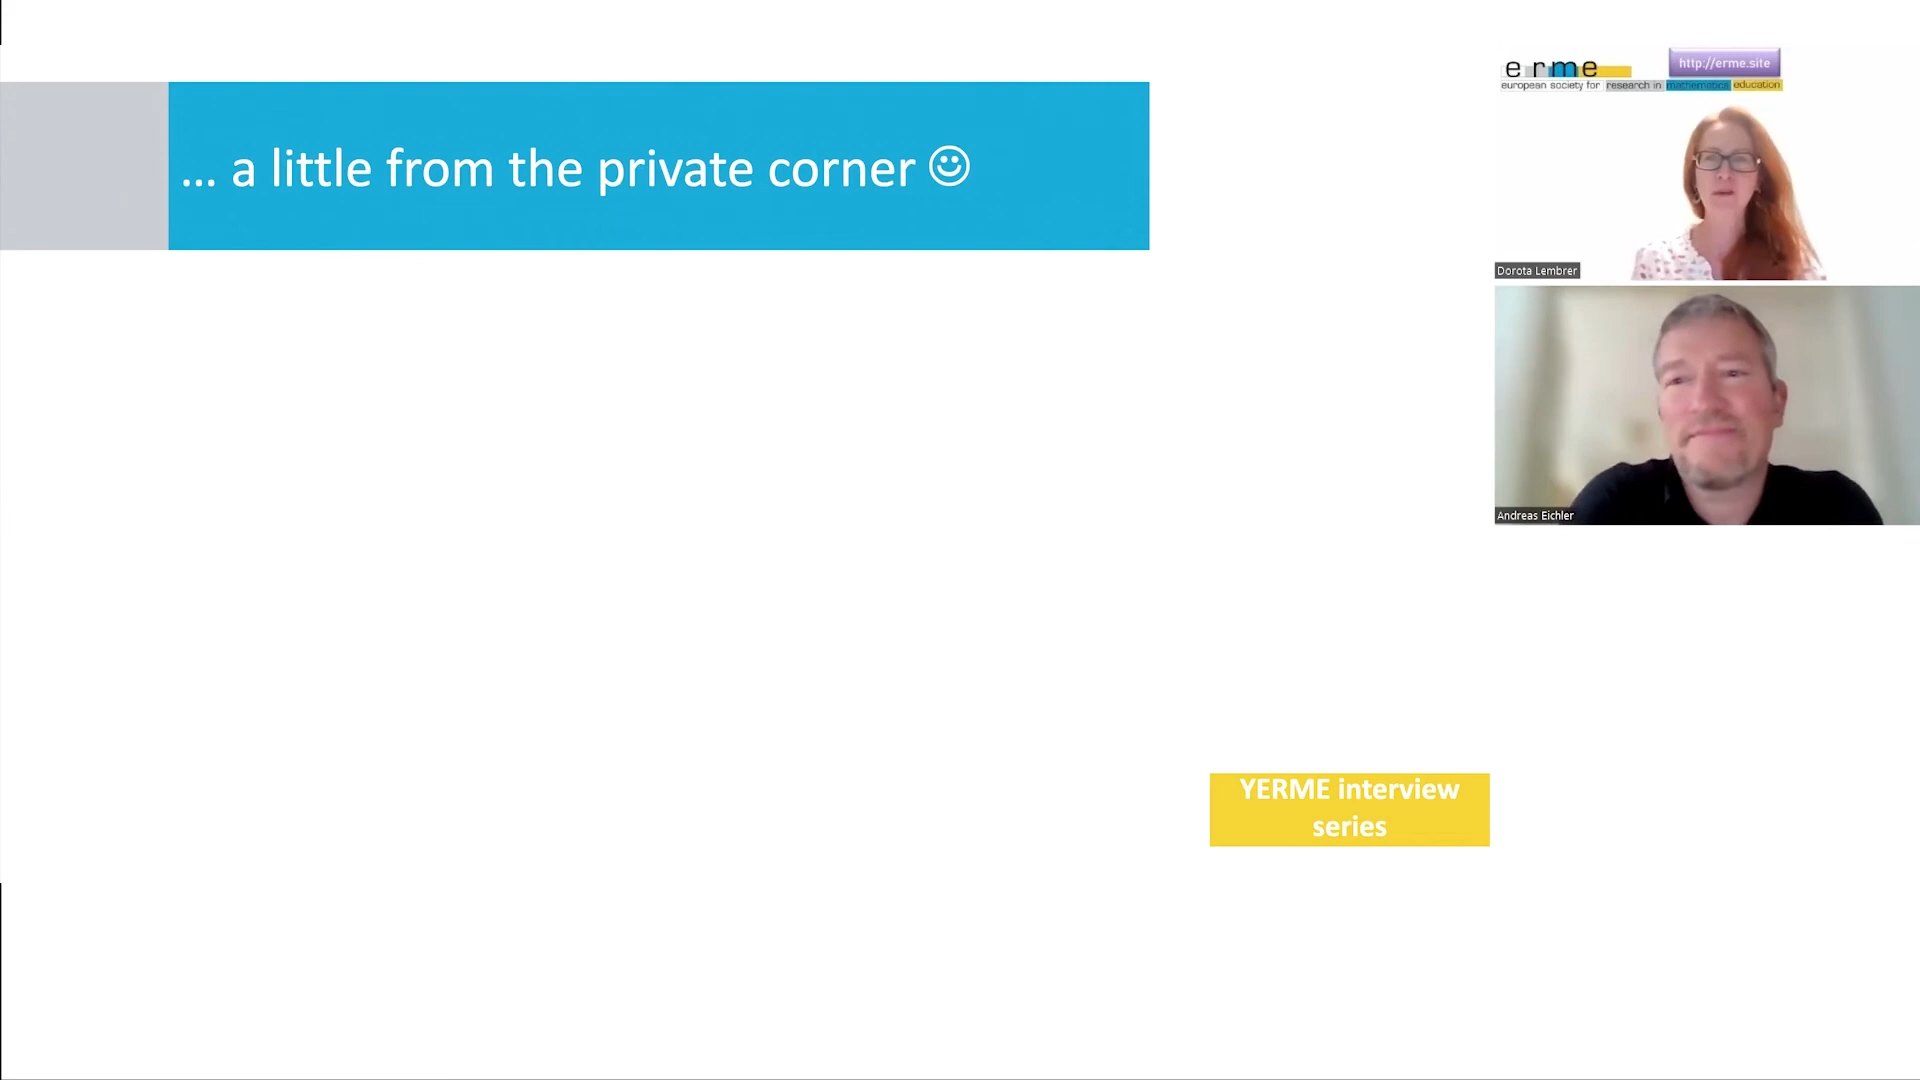 ... a little from the private corner ☺
erme
http://erme.site
european society for research in mathematics education
Dorota Lembrer
Andreas Eichler
YERME interview
series